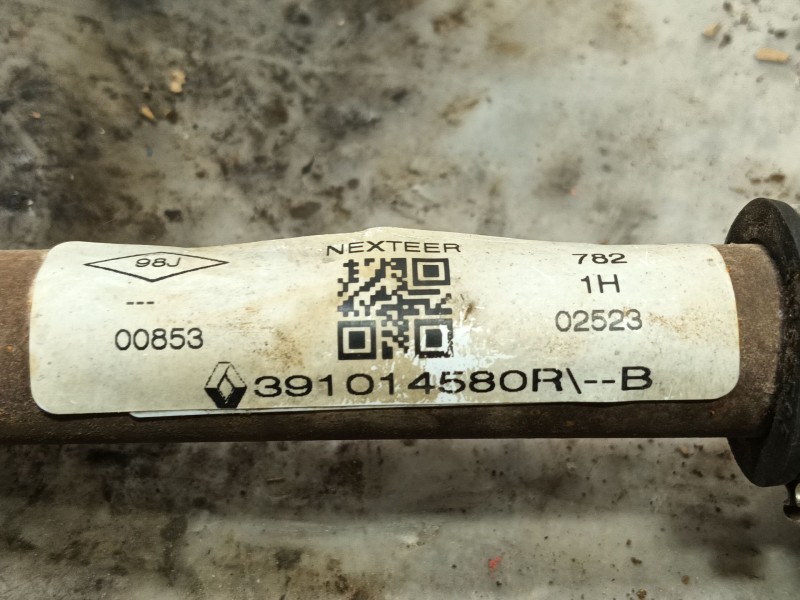 NEXTEER
98J
782
---
1H
00853
02523
391014580R\--B